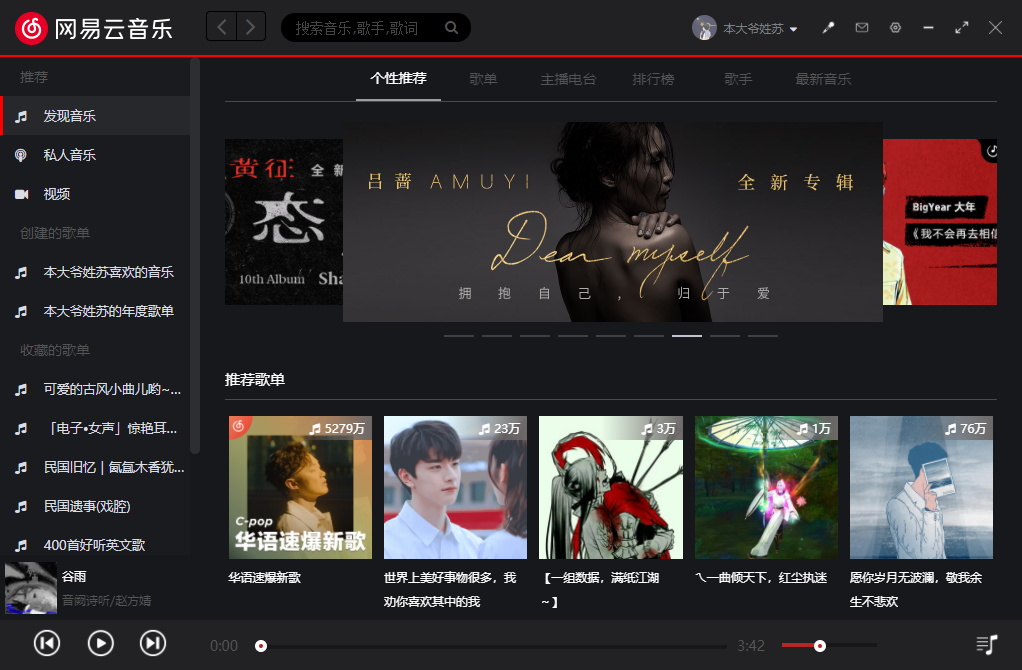 网易云音乐
搜索音乐,歌手,歌词
本大爷姓苏
推荐
发现音乐
私人音乐
视频
创建的歌单
本大爷姓苏喜欢的音乐
本大爷姓苏的年度歌单
收藏的歌单
可爱的古风小曲儿哟~...
「电子•女声」惊艳耳...
民国旧忆 | 氤氲木香犹...
民国遗事(戏腔)
400首好听英文歌
谷雨
音阙诗听/赵方婧
个性推荐 歌单 主播电台 排行榜 歌手 最新音乐
黄征 全新
恋
10th Album Sha
吕蔷 AMUYI
全新专辑
Dear myself
拥抱自己，归于爱
BigYear 大年
《我不会再去相信
推荐歌单
5279万
C-pop
华语速爆新歌
华语速爆新歌
23万
世界上美好事物很多，我
劝你喜欢其中的我
3万
【一组数据，满纸江湖
~ 】
1万
乀一曲倾天下，红尘执迷
76万
愿你岁月无波澜，敬我余
生不悲欢
0:00
3:42